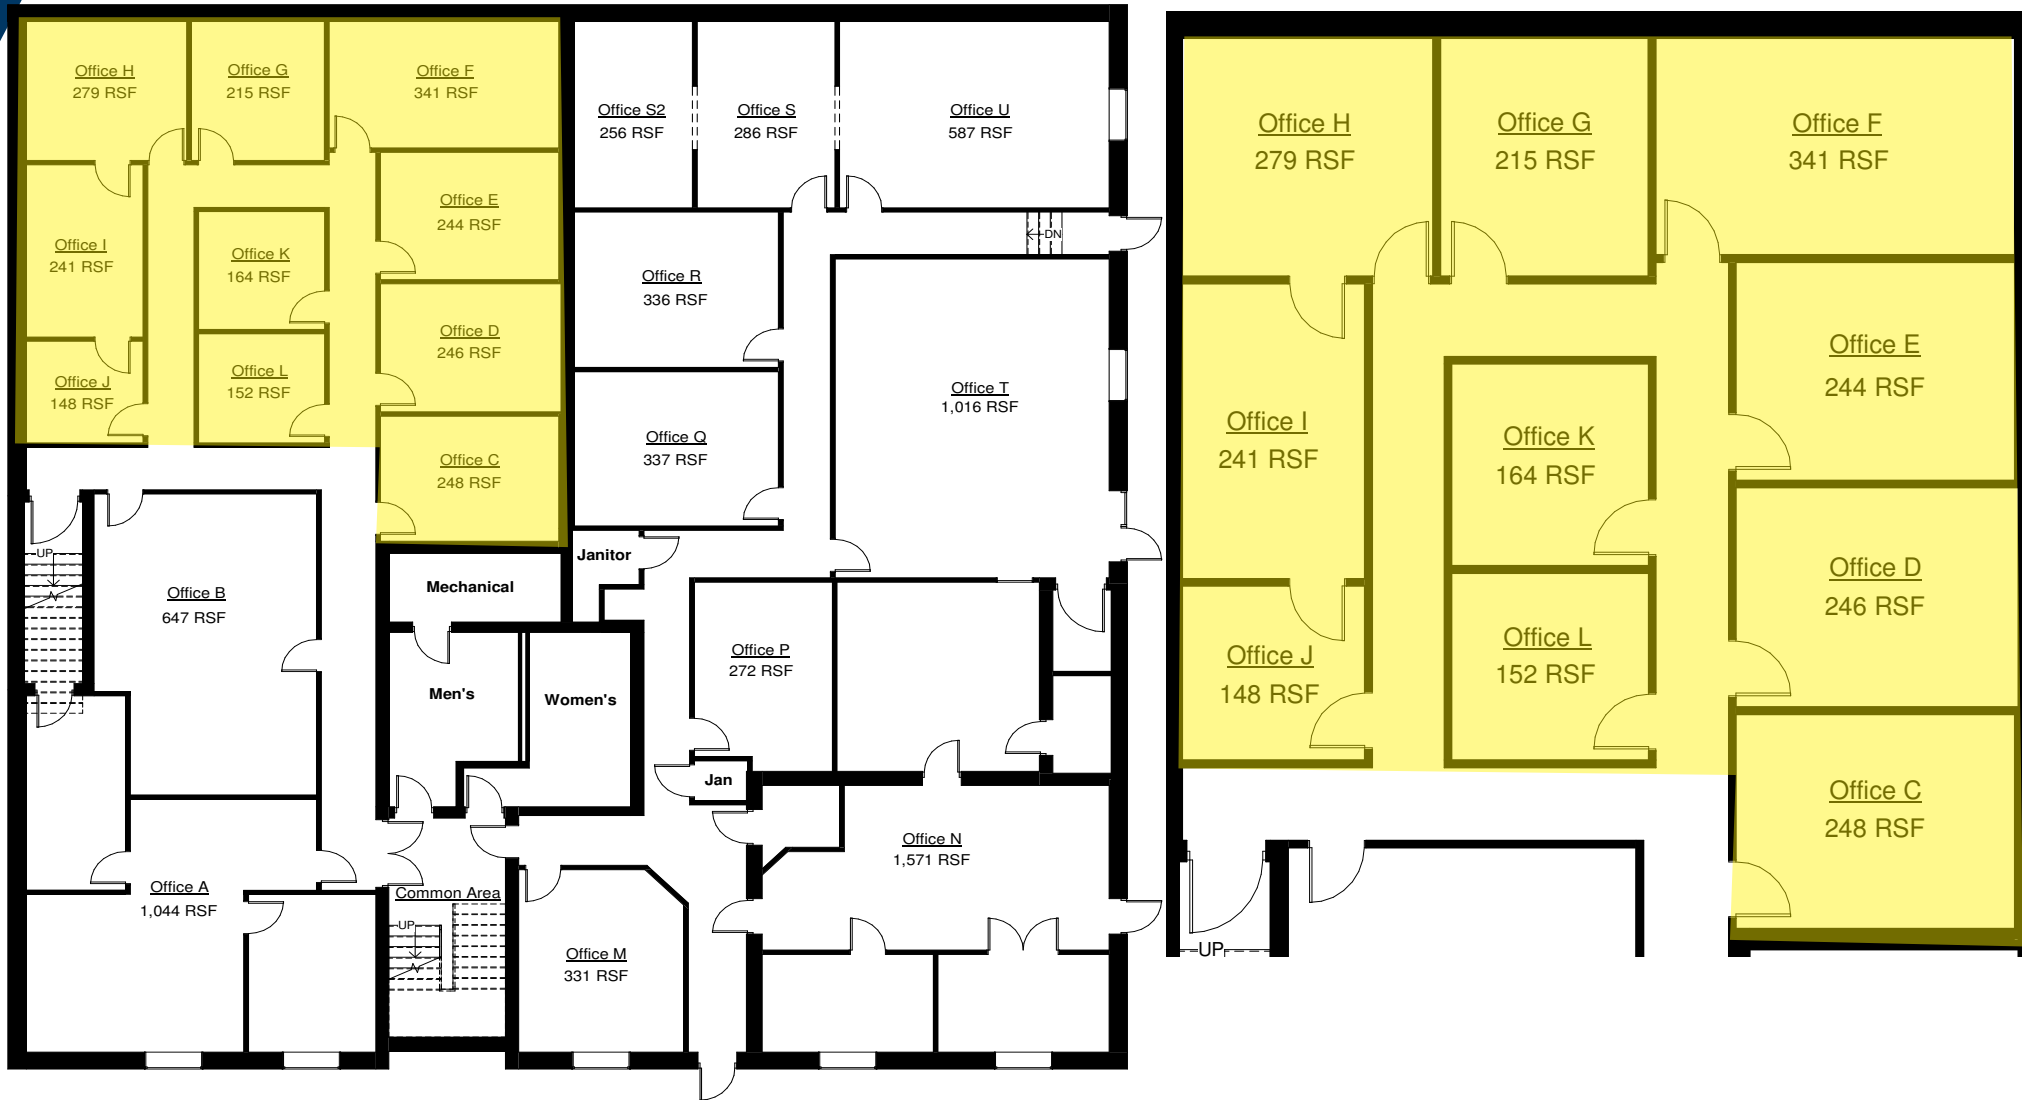 Office H
279 RSF
Office G
215 RSF
Office F
341 RSF
Office S2
256 RSF
Office S
286 RSF
Office U
587 RSF
Office E
244 RSF
Office I
241 RSF
Office K
164 RSF
DN
Office R
336 RSF
Office D
246 RSF
Office J
148 RSF
Office L
152 RSF
Office T
1,016 RSF
Office C
248 RSF
Office Q
337 RSF
UP
Janitor
Mechanical
Office B
647 RSF
Office P
272 RSF
Men's
Women's
Jan
Office N
1,571 RSF
Office A
1,044 RSF
Common Area
UP
Office M
331 RSF
Office H
279 RSF
Office G
215 RSF
Office F
341 RSF
Office E
244 RSF
Office I
241 RSF
Office K
164 RSF
Office D
246 RSF
Office J
148 RSF
Office L
152 RSF
Office C
248 RSF
UP